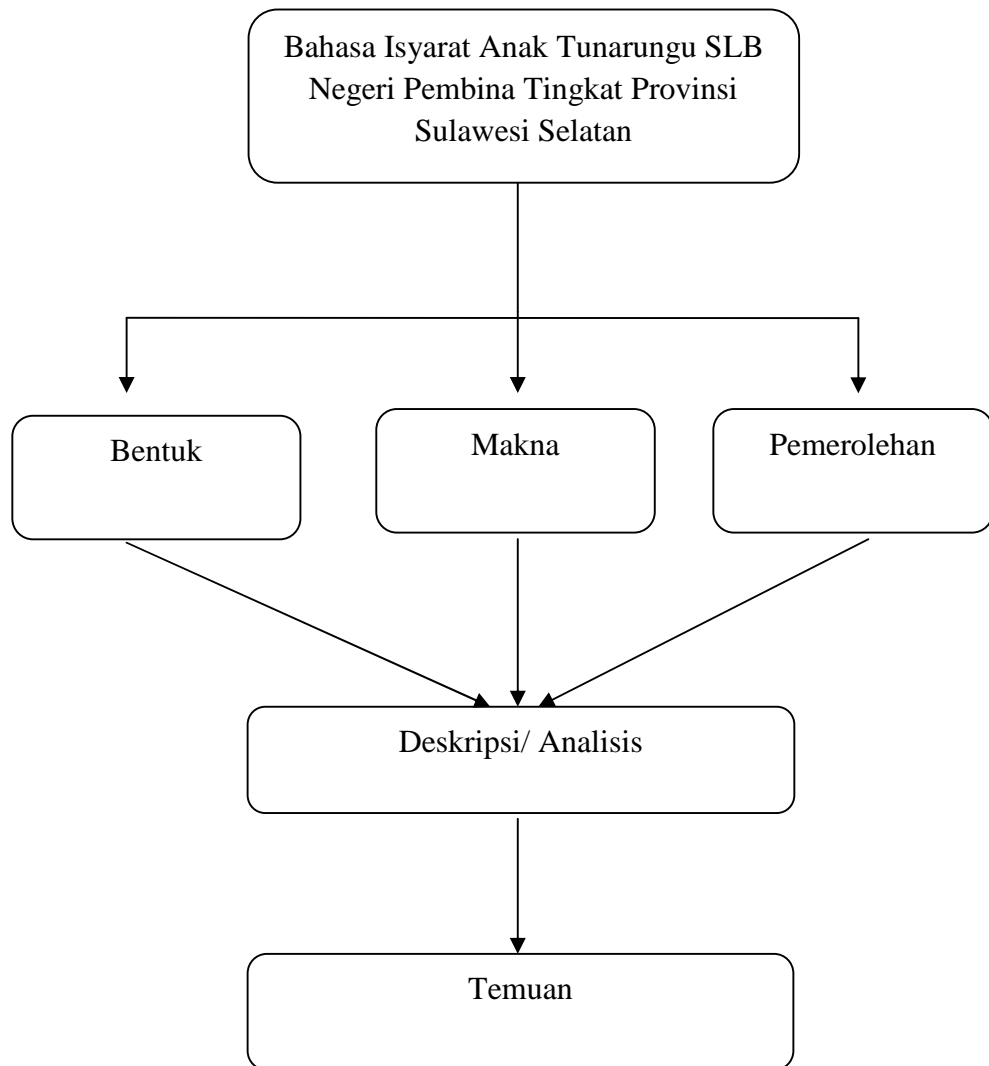 Bahasa Isyarat Anak Tunarungu SLB
Negeri Pembina Tingkat Provinsi
Sulawesi Selatan
Bentuk
Makna
Pemerolehan
Deskripsi/ Analisis
Temuan